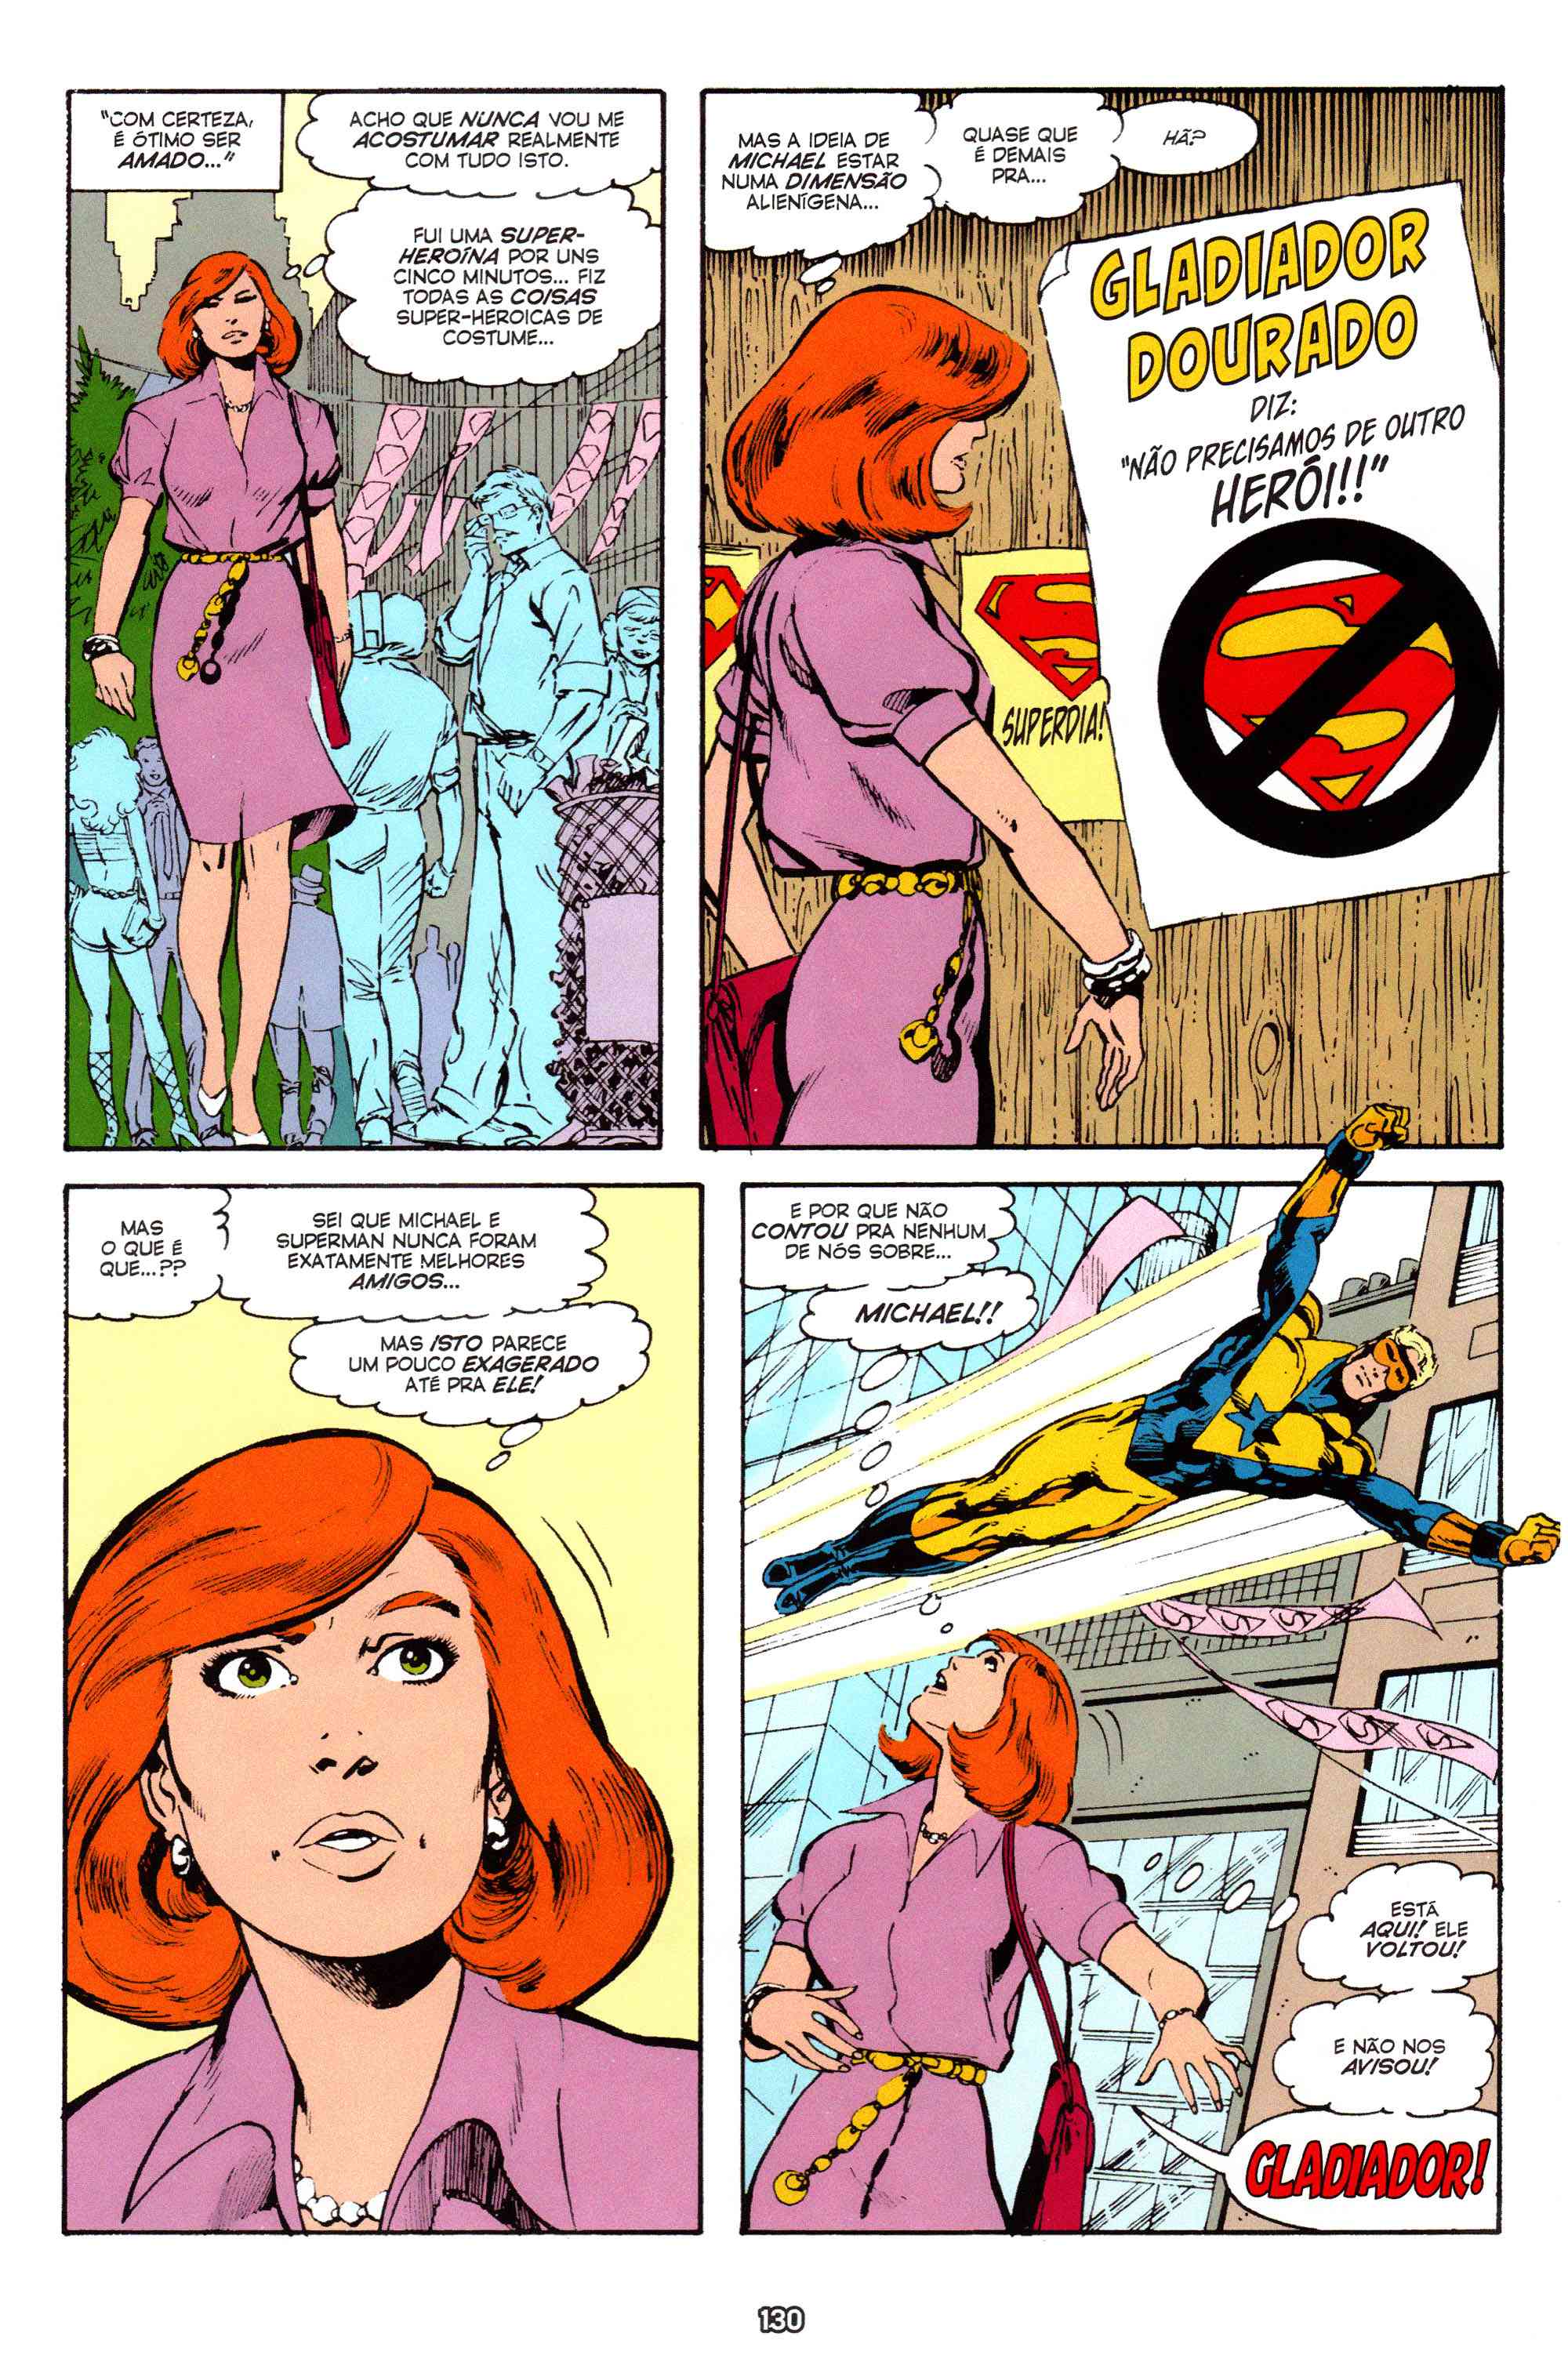 "COM CERTEZA,
É ÓTIMO SER
AMADO..."
ACHO QUE NUNCA VOU ME
ACOSTUMAR REALMENTE
COM TUDO ISTO.
FUI UMA SUPER-
HEROÍNA POR UNS
CINCO MINUTOS... FIZ
TODAS AS COISAS
SUPER-HEROICAS DE
COSTUME...
MAS A IDEIA DE
MICHAEL ESTAR
NUMA DIMENSÃO
ALIENÍGENA...
QUASE QUE
É DEMAIS
PRA...
HÃ?
GLADIADOR
DOURADO
DIZ:
"NÃO PRECISAMOS DE OUTRO
HERÓI!!"
SUPERDIA!
MAS
O QUE É
QUE...??
SEI QUE MICHAEL E
SUPERMAN NUNCA FORAM
EXATAMENTE MELHORES
AMIGOS...
MAS ISTO PARECE
UM POUCO EXAGERADO
ATÉ PRA ELE!
E POR QUE NÃO
CONTOU PRA NENHUM
DE NÓS SOBRE...
MICHAEL!!
ESTÁ
AQUI! ELE
VOLTOU!
E NÃO NOS
AVISOU!
GLADIADOR!
130